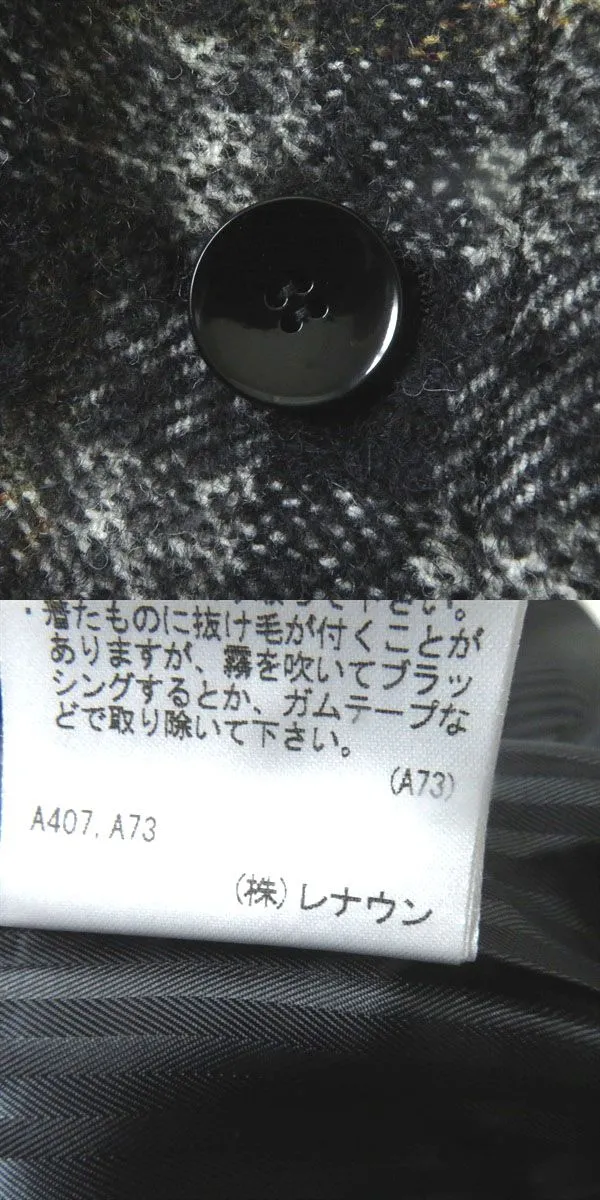 下さい。
・着たものに抜け毛が付くことが
ありますが、霧を吹いてブラッ
シングするとか、ガムテープな
どで取り除いて下さい。
(A73)
A407, A73
(株)レナウン